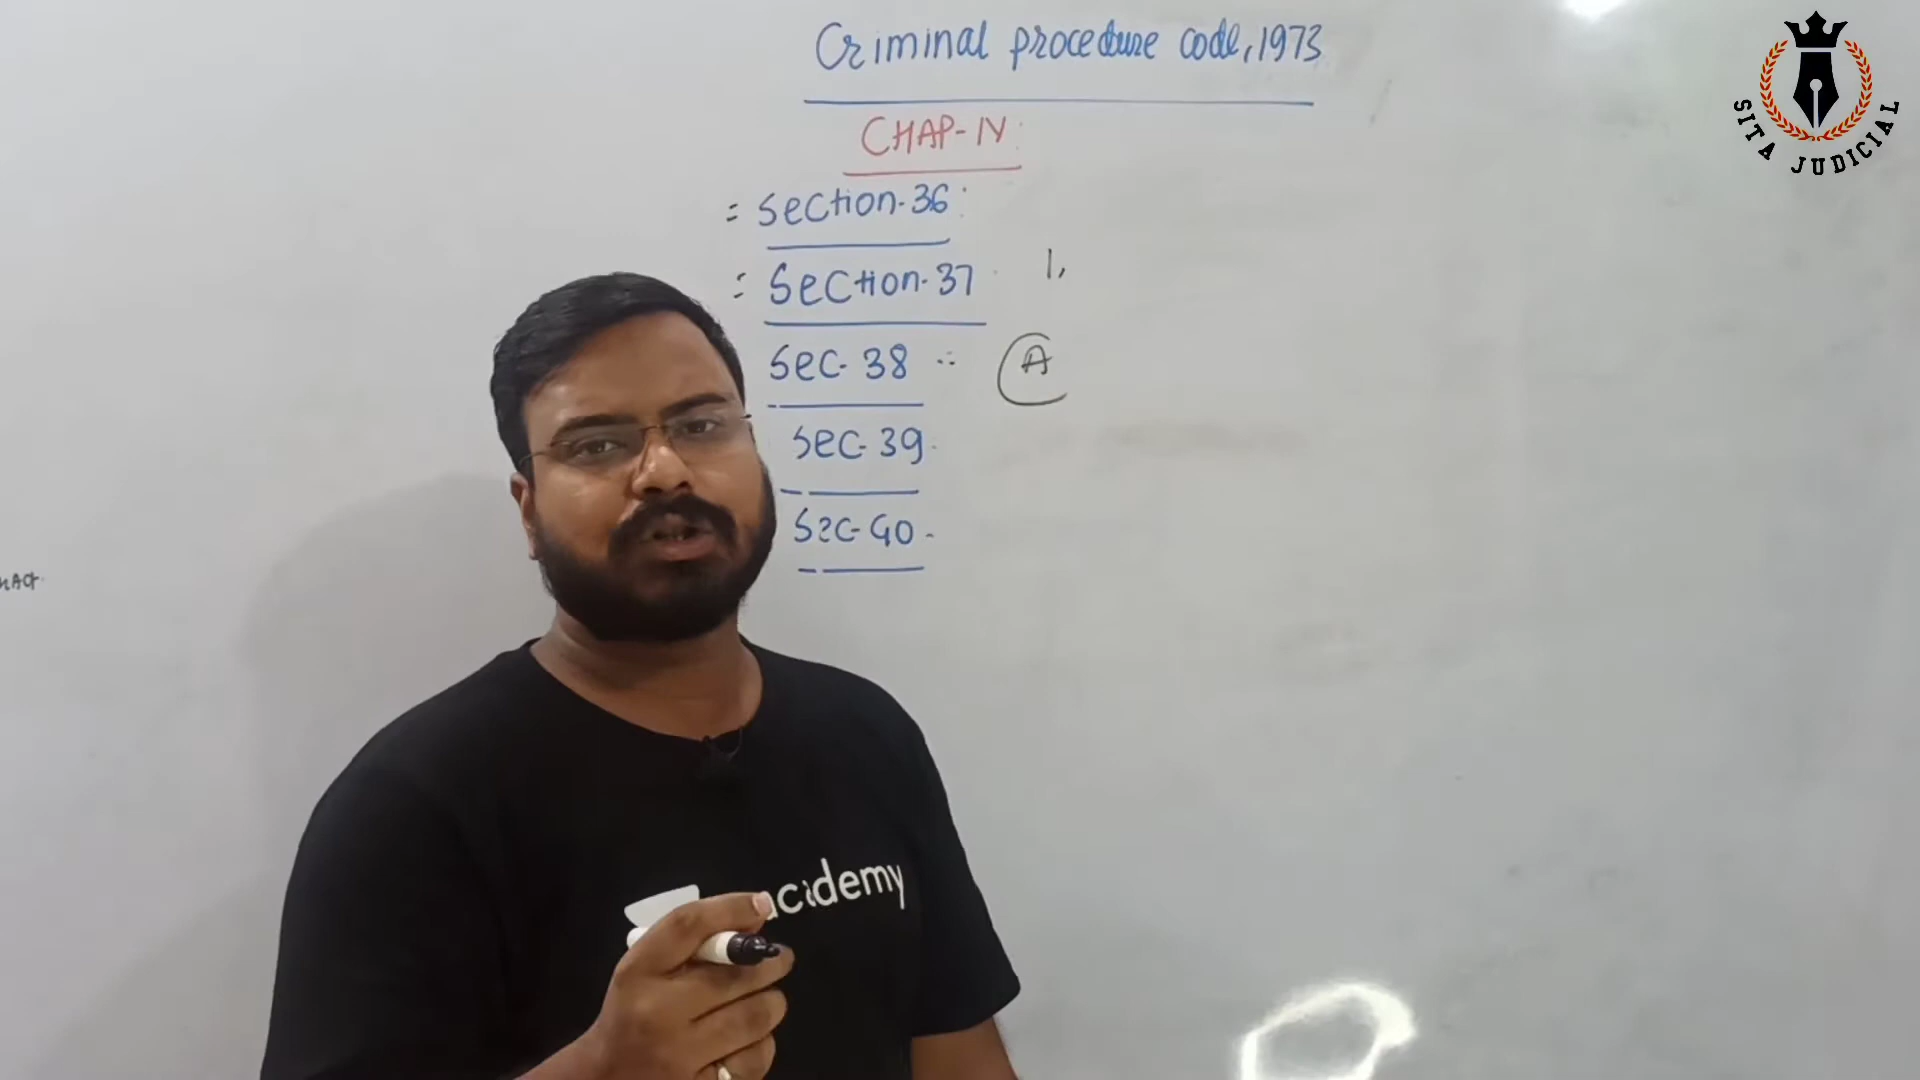 Criminal procedure code, 1973
CHAP-IV
= Section-36:
: Section-37 1,
Sec-38 A
Sec-39.
Sec-40.
academy
SITA JUDICIAL